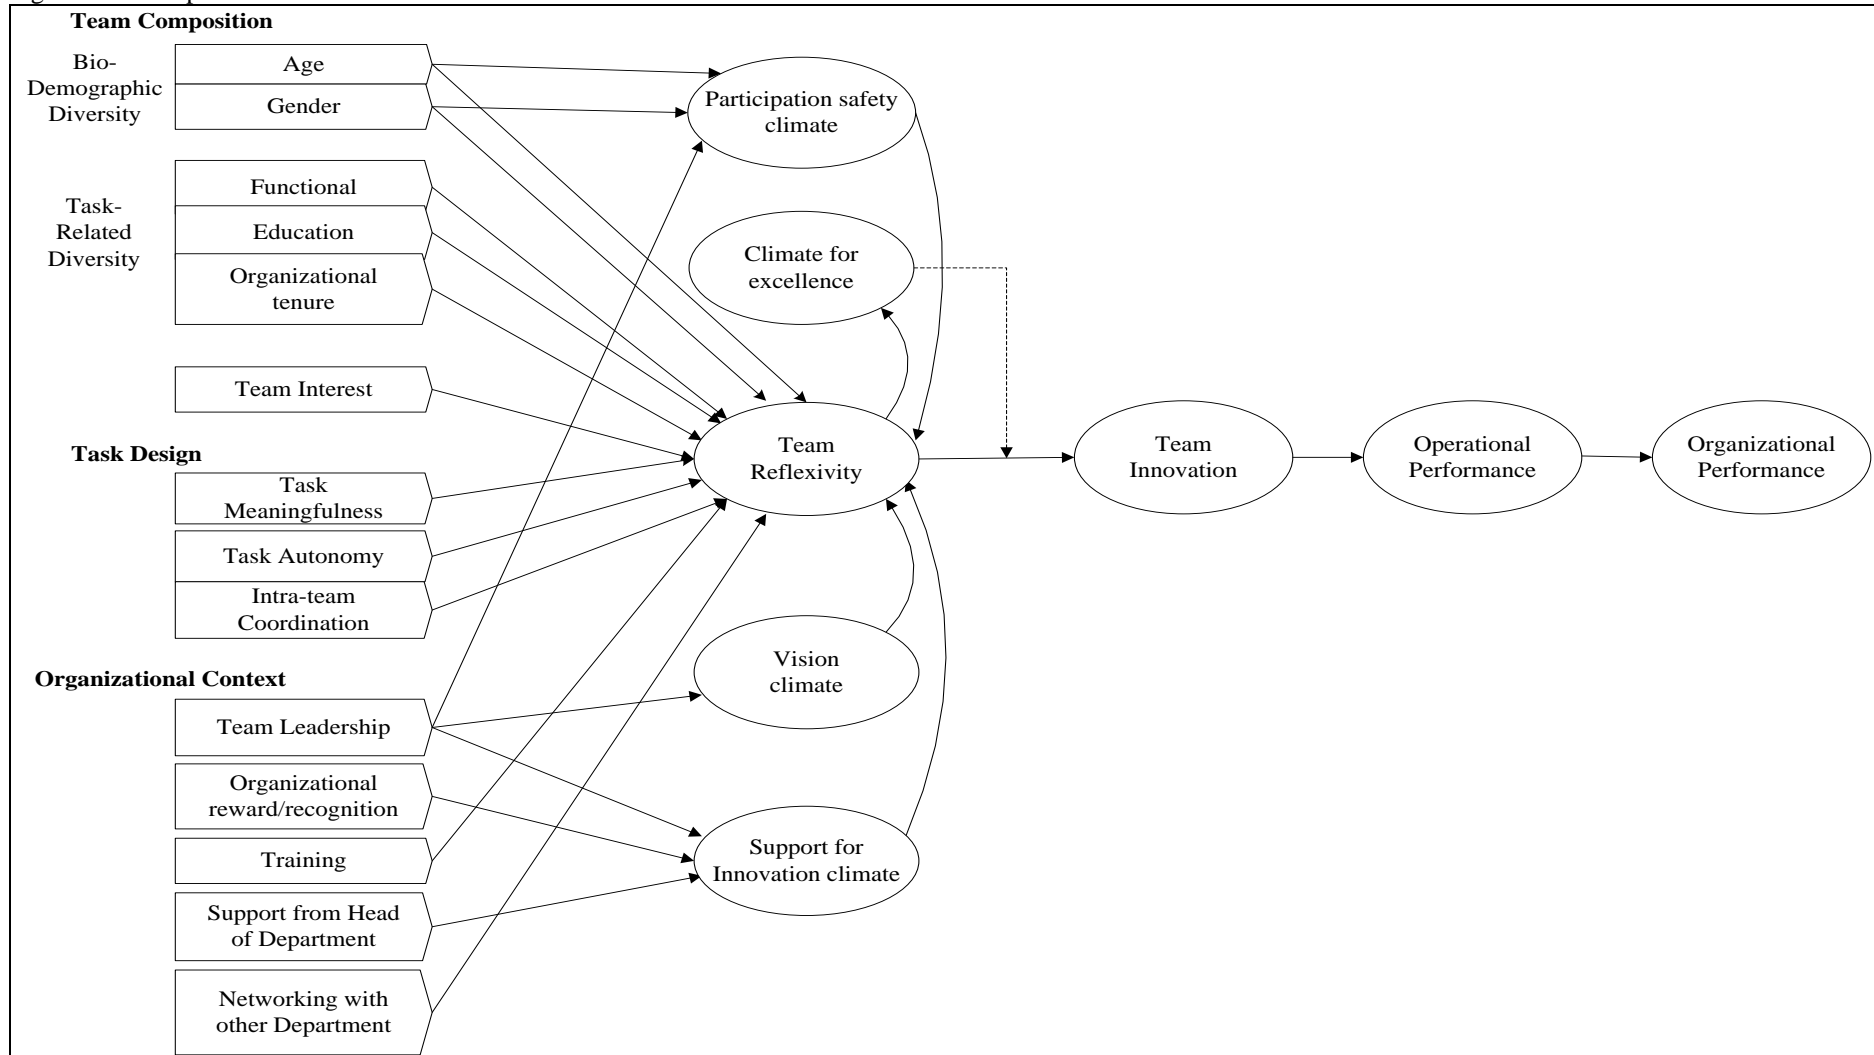 Team Composition
Bio-
Demographic
Diversity
Age
Gender
Task-
Related
Diversity
Functional
Education
Organizational
tenure
Team Interest
Task Design
Task
Meaningfulness
Task Autonomy
Intra-team
Coordination
Organizational Context
Team Leadership
Organizational
reward/recognition
Training
Support from Head
of Department
Networking with
other Department
Participation safety
climate
Climate for
excellence
Team
Reflexivity
Vision
climate
Support for
Innovation climate
Team
Innovation
Operational
Performance
Organizational
Performance